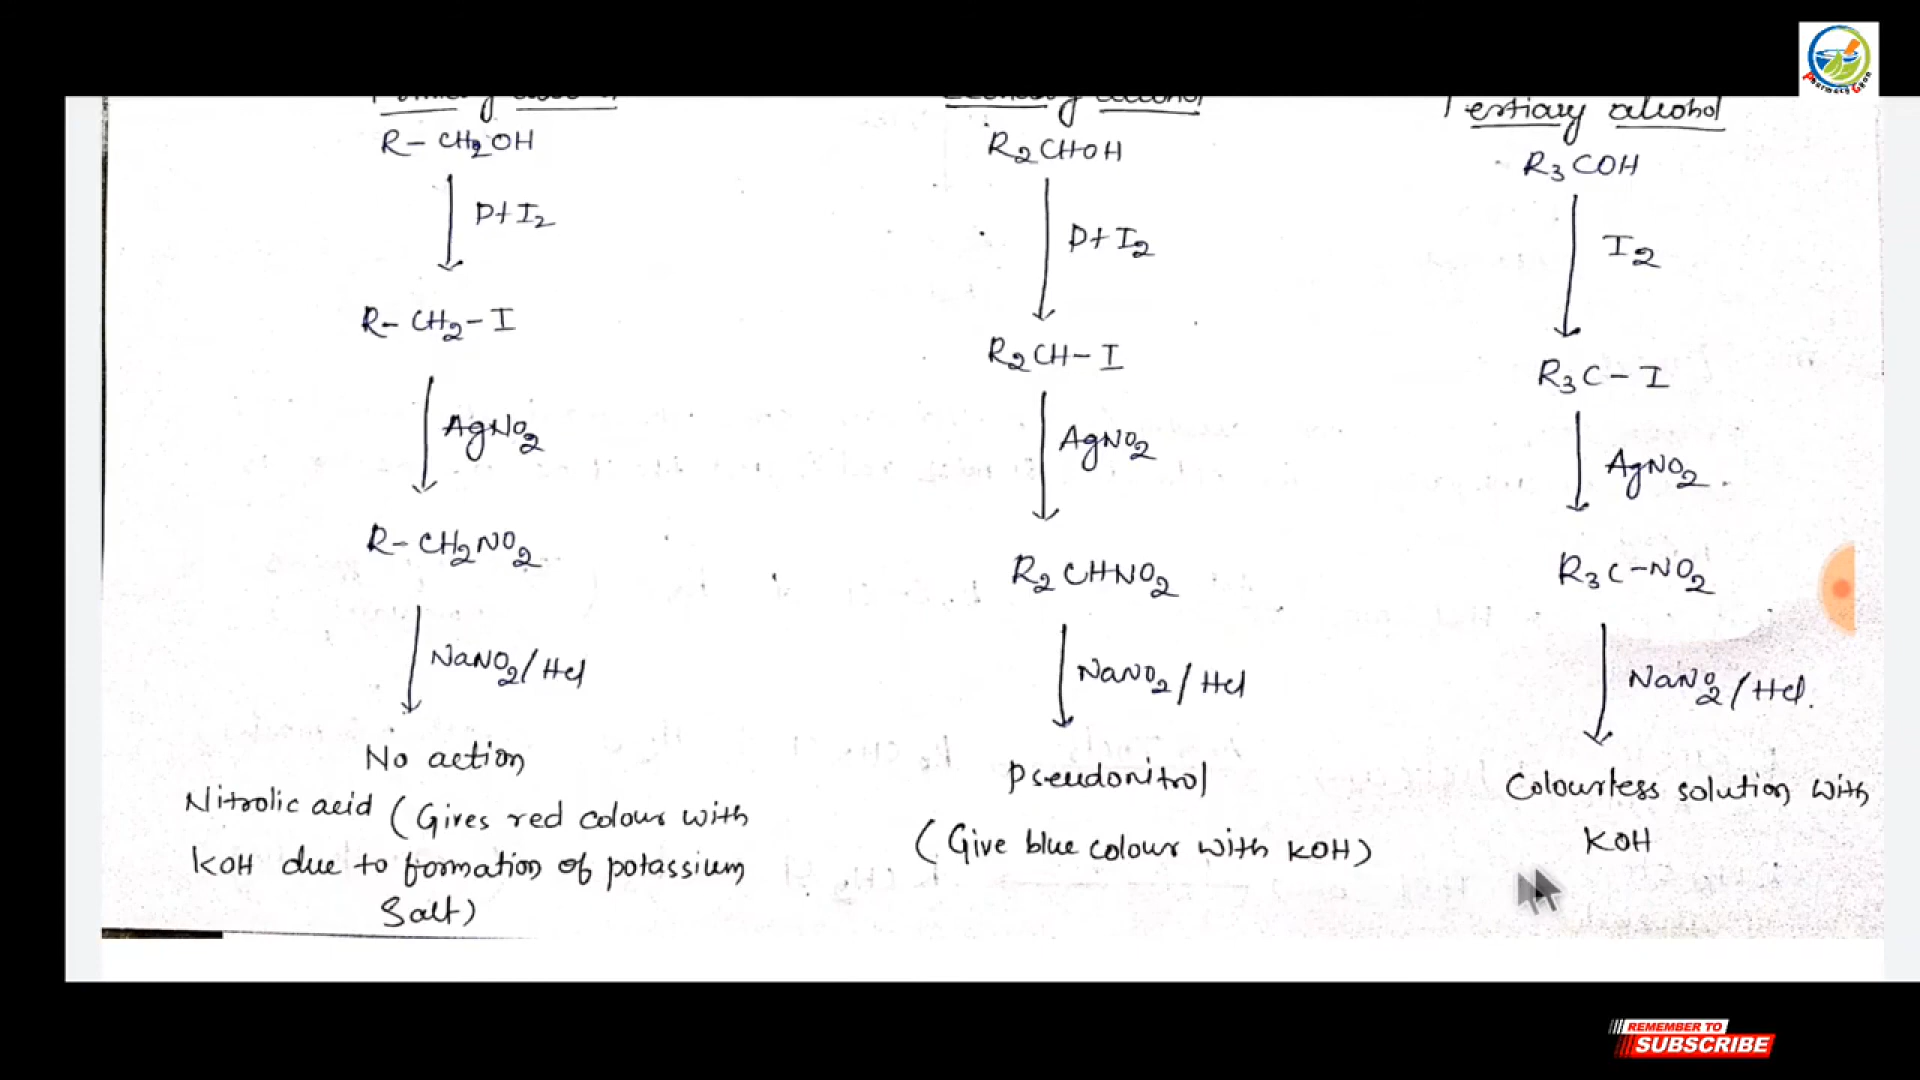 Tertiary alcohol
R-CH2OH
R2CHOH
R3COH
P+I2
P+I2
I2
R-CH2-I
R2CH-I
R3C-I
AgNO2
AgNO2
AgNO2.
R-CH2NO2
R2CHNO2
R3C-NO2
NaNO2/Hcl
NaNO2/Hcl
NaNO2/Hcl.
No action
Pseudonitrol
Colourless solution with
Nitrolic acid (Gives red colour with
(Give blue colour with KOH)
KOH
KOH due to formation of potassium
Salt)
Pharmacy Gyan
REMEMBER TO
SUBSCRIBE